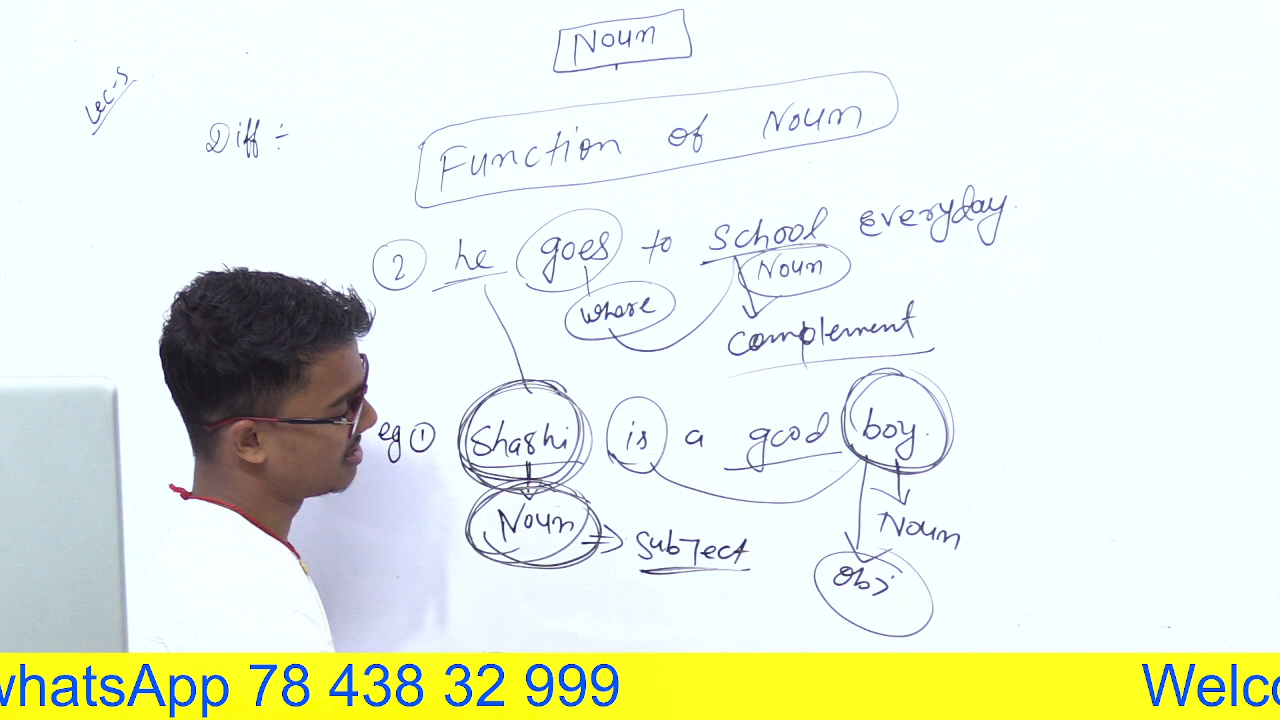 Noun
Lec-5
Diff ÷
Function of Noun
2 he goes to school everyday.
Noun
where
complement
eg 1 Shashi is a good boy.
Noun
Noun
⇒ subject
obj
whatsApp 78 438 32 999
Welco